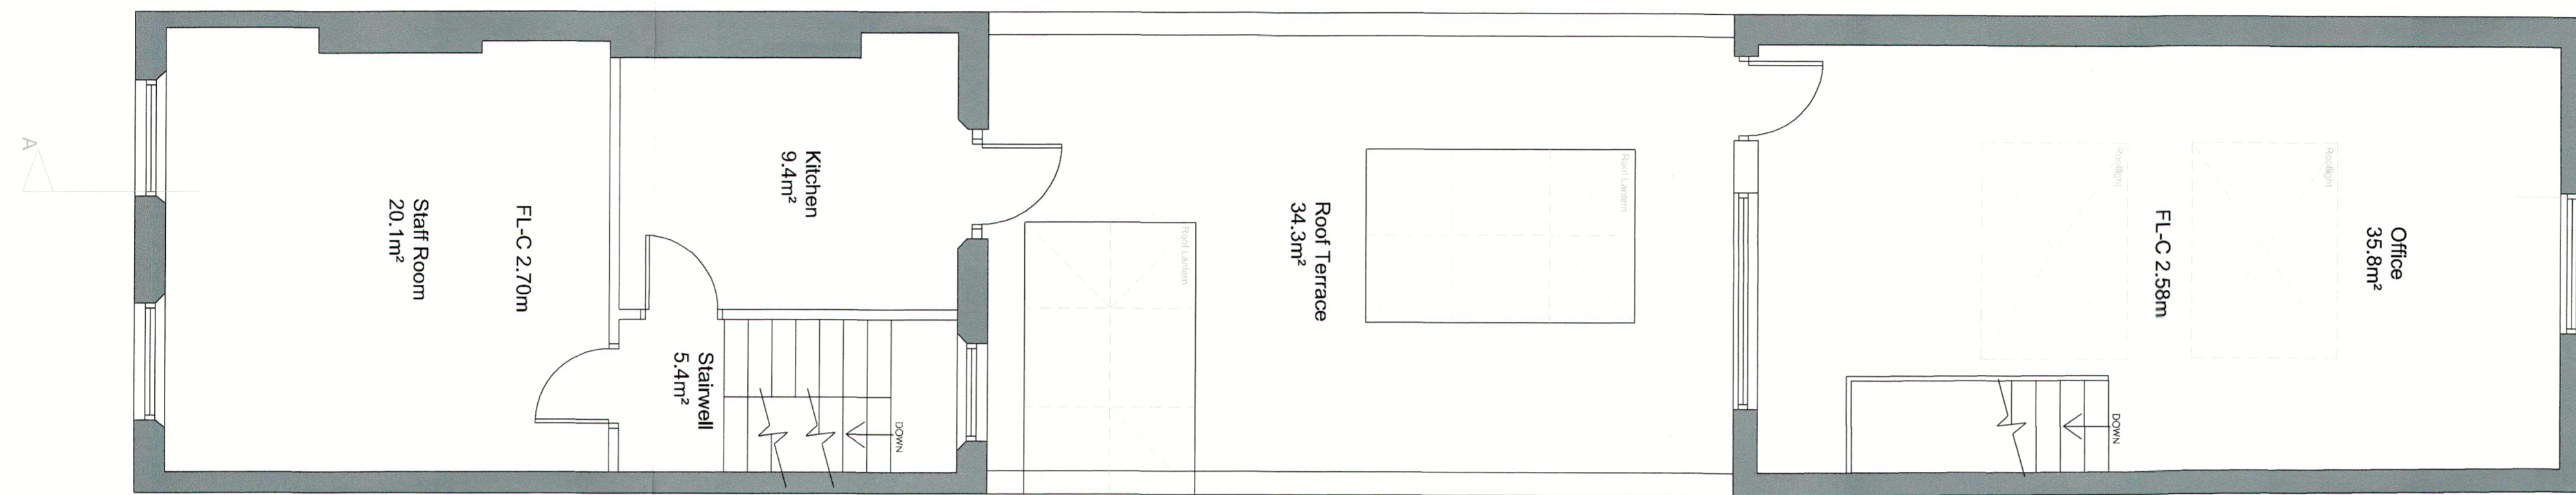 A
Staff Room
20.1m²
FL-C 2.70m
Kitchen
9.4m²
Stairwell
5.4m²
DOWN
Roof Lantern
Roof Terrace
34.3m²
Roof Lantern
Rooflight
Rooflight
FL-C 2.58m
Office
35.8m²
DOWN